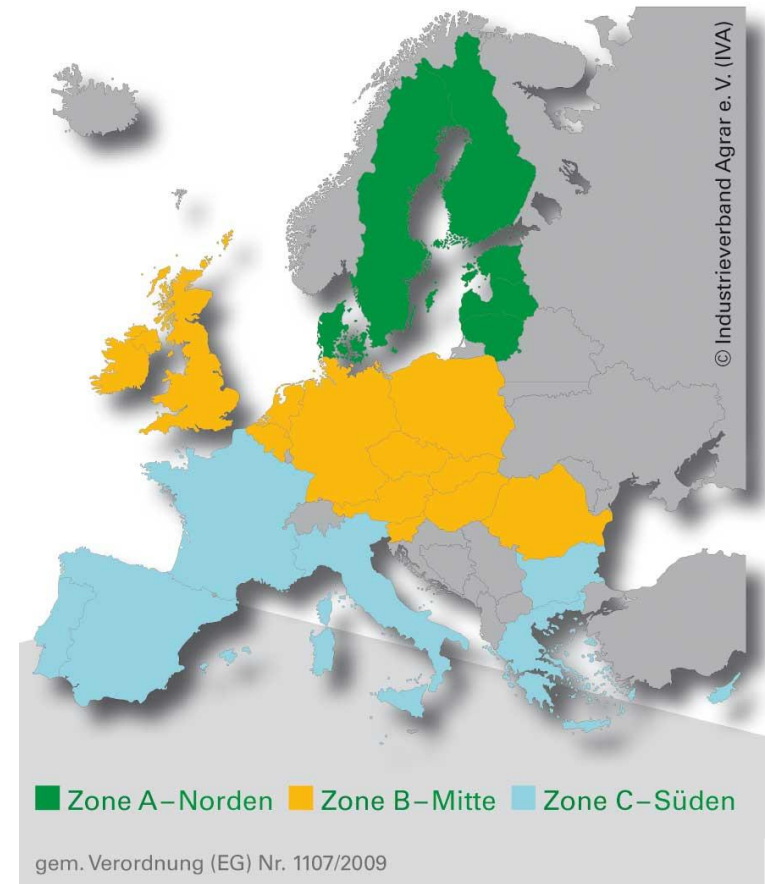 © Industrieverband Agrar e. V. (IVA)
Zone A–Norden Zone B–Mitte Zone C–Süden
gem. Verordnung (EG) Nr. 1107/2009